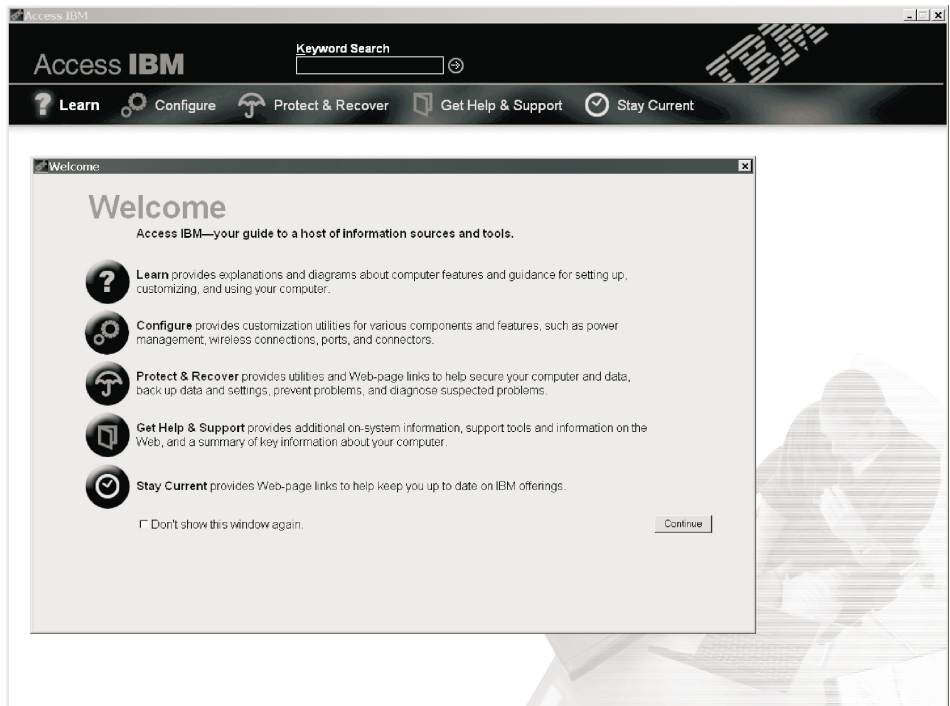 Access IBM
Keyword Search
Access IBM
IBM
Learn
Configure
Protect & Recover
Get Help & Support
Stay Current
Welcome
Welcome
Access IBM—your guide to a host of information sources and tools.
Learn provides explanations and diagrams about computer features and guidance for setting up,
customizing, and using your computer.
Configure provides customization utilities for various components and features, such as power
management, wireless connections, ports, and connectors.
Protect & Recover provides utilities and Web-page links to help secure your computer and data,
back up data and settings, prevent problems, and diagnose suspected problems.
Get Help & Support provides additional on-system information, support tools and information on the
Web, and a summary of key information about your computer.
Stay Current provides Web-page links to help keep you up to date on IBM offerings.
Don't show this window again.
Continue